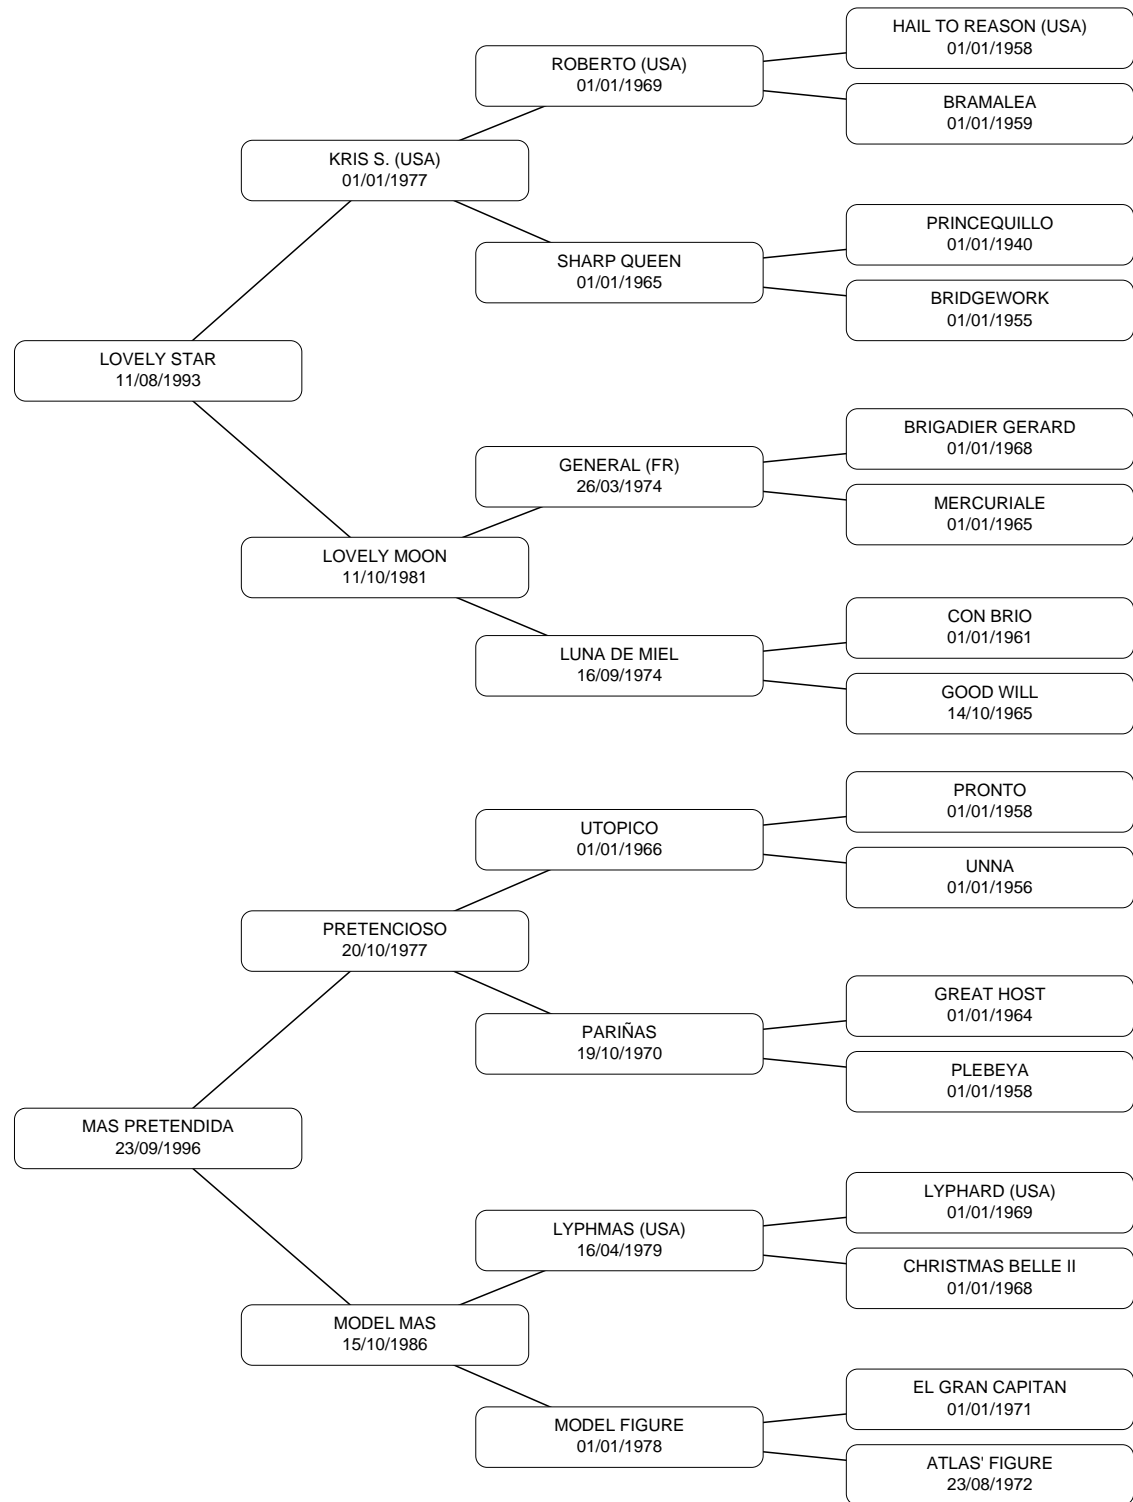 HAIL TO REASON (USA)
01/01/1958
ROBERTO (USA)
01/01/1969
BRAMALEA
01/01/1959
KRIS S. (USA)
01/01/1977
PRINCEQUILLO
01/01/1940
SHARP QUEEN
01/01/1965
BRIDGEWORK
01/01/1955
LOVELY STAR
11/08/1993
BRIGADIER GERARD
01/01/1968
GENERAL (FR)
26/03/1974
MERCURIALE
01/01/1965
LOVELY MOON
11/10/1981
CON BRIO
01/01/1961
LUNA DE MIEL
16/09/1974
GOOD WILL
14/10/1965
PRONTO
01/01/1958
UTOPICO
01/01/1966
UNNA
01/01/1956
PRETENCIOSO
20/10/1977
GREAT HOST
01/01/1964
PARIÑAS
19/10/1970
PLEBEYA
01/01/1958
MAS PRETENDIDA
23/09/1996
LYPHARD (USA)
01/01/1969
LYPHMAS (USA)
16/04/1979
CHRISTMAS BELLE II
01/01/1968
MODEL MAS
15/10/1986
EL GRAN CAPITAN
01/01/1971
MODEL FIGURE
01/01/1978
ATLAS' FIGURE
23/08/1972